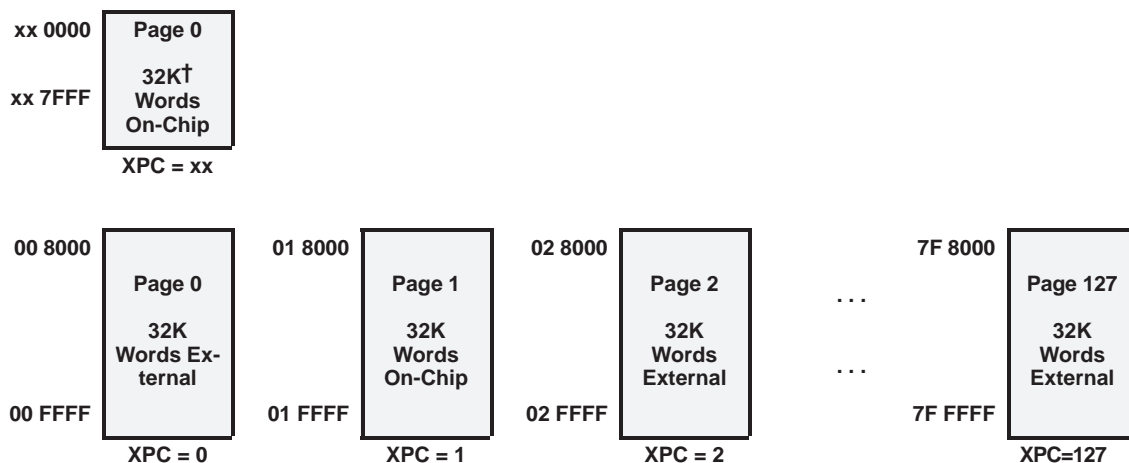 xx 0000
Page 0
32K†
Words
On-Chip
xx 7FFF
XPC = xx
00 8000
Page 0
32K
Words Ex-
ternal
00 FFFF
XPC = 0
01 8000
Page 1
32K
Words
On-Chip
01 FFFF
XPC = 1
02 8000
Page 2
32K
Words
External
02 FFFF
XPC = 2
. . .
. . .
7F 8000
Page 127
32K
Words
External
7F FFFF
XPC=127